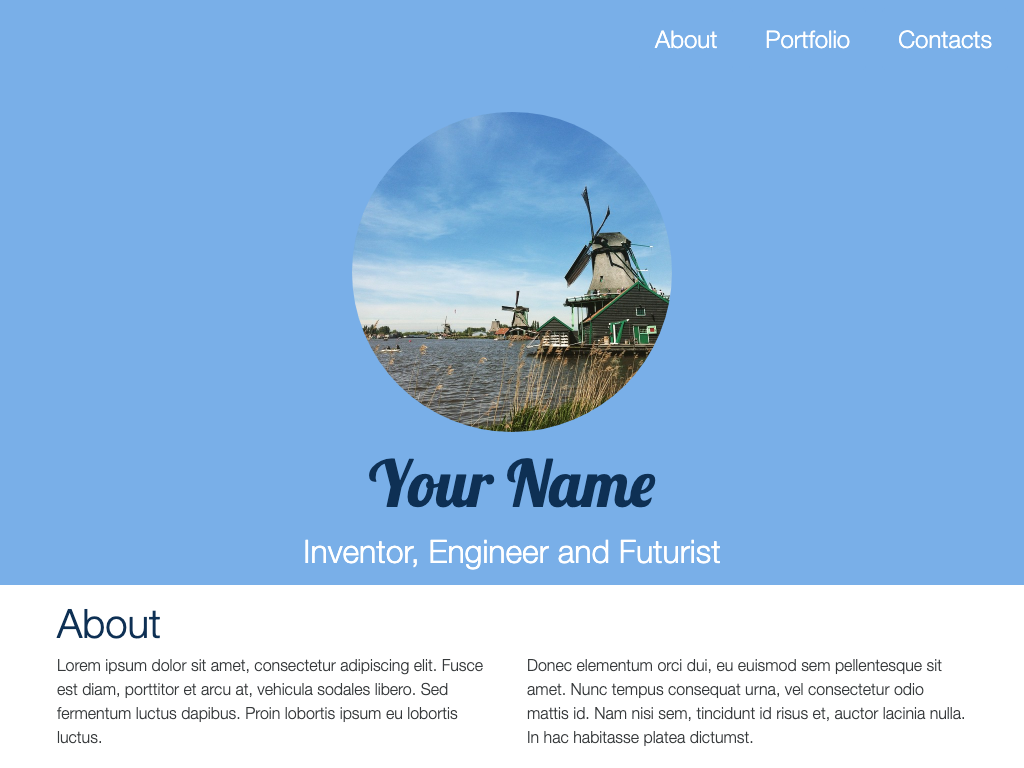 About Portfolio Contacts
Your Name
Inventor, Engineer and Futurist
About
Lorem ipsum dolor sit amet, consectetur adipiscing elit. Fusce
est diam, porttitor et arcu at, vehicula sodales libero. Sed
fermentum luctus dapibus. Proin lobortis ipsum eu lobortis
luctus.
Donec elementum orci dui, eu euismod sem pellentesque sit
amet. Nunc tempus consequat urna, vel consectetur odio
mattis id. Nam nisi sem, tincidunt id risus et, auctor lacinia nulla.
In hac habitasse platea dictumst.